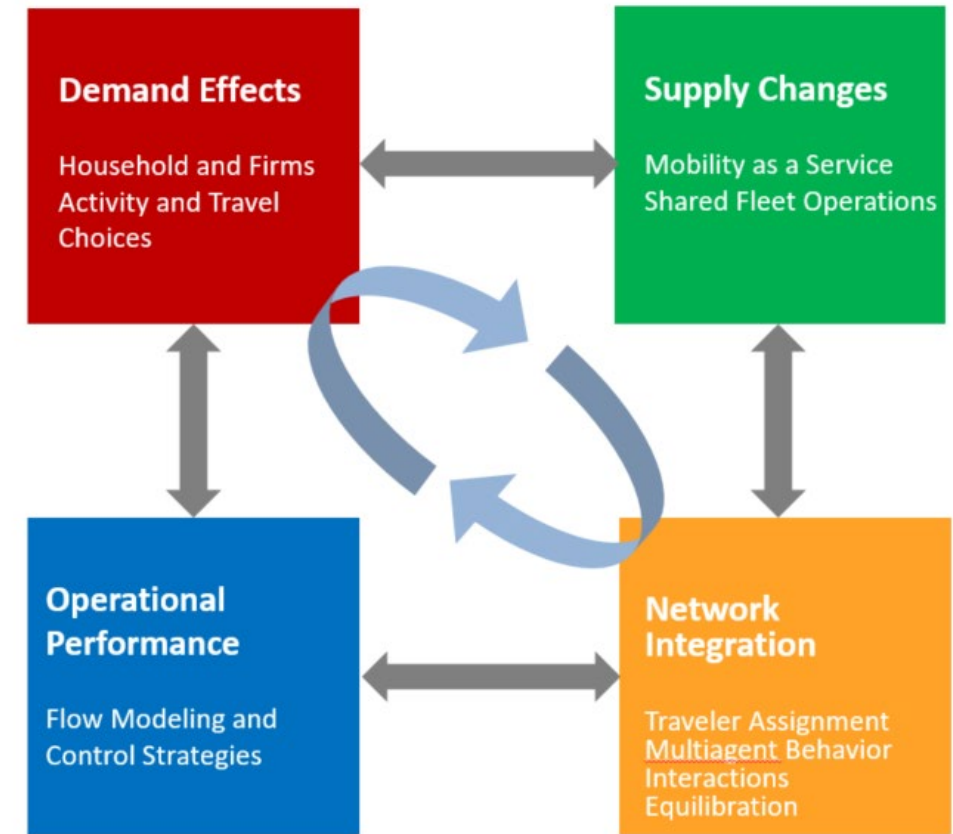 Demand Effects
Household and Firms
Activity and Travel
Choices
Supply Changes
Mobility as a Service
Shared Fleet Operations
Operational
Performance
Flow Modeling and
Control Strategies
Network
Integration
Traveler Assignment
Multiagent Behavior
Interactions
Equilibration